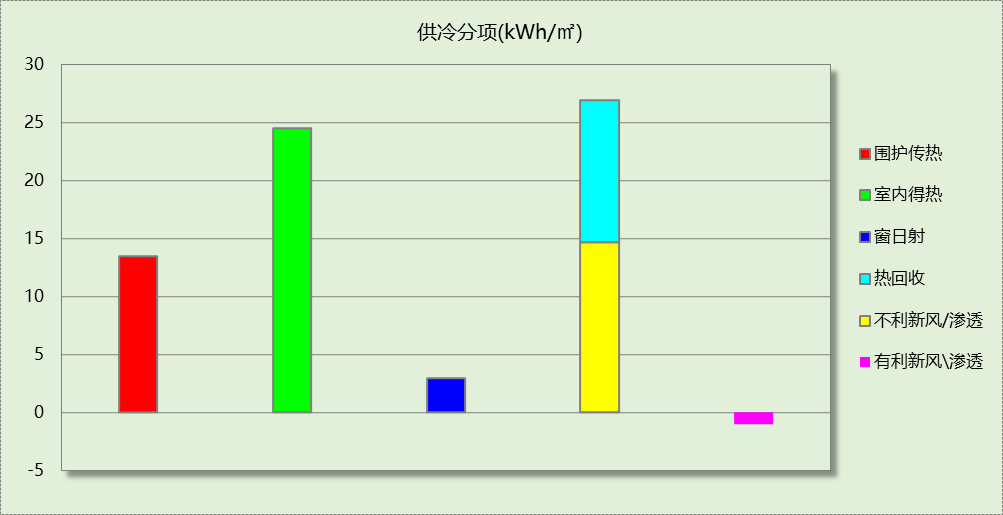 供冷分项(kWh/㎡)
30
25
20
15
10
5
0
-5
围护传热
室内得热
窗日射
热回收
不利新风/渗透
有利新风\渗透